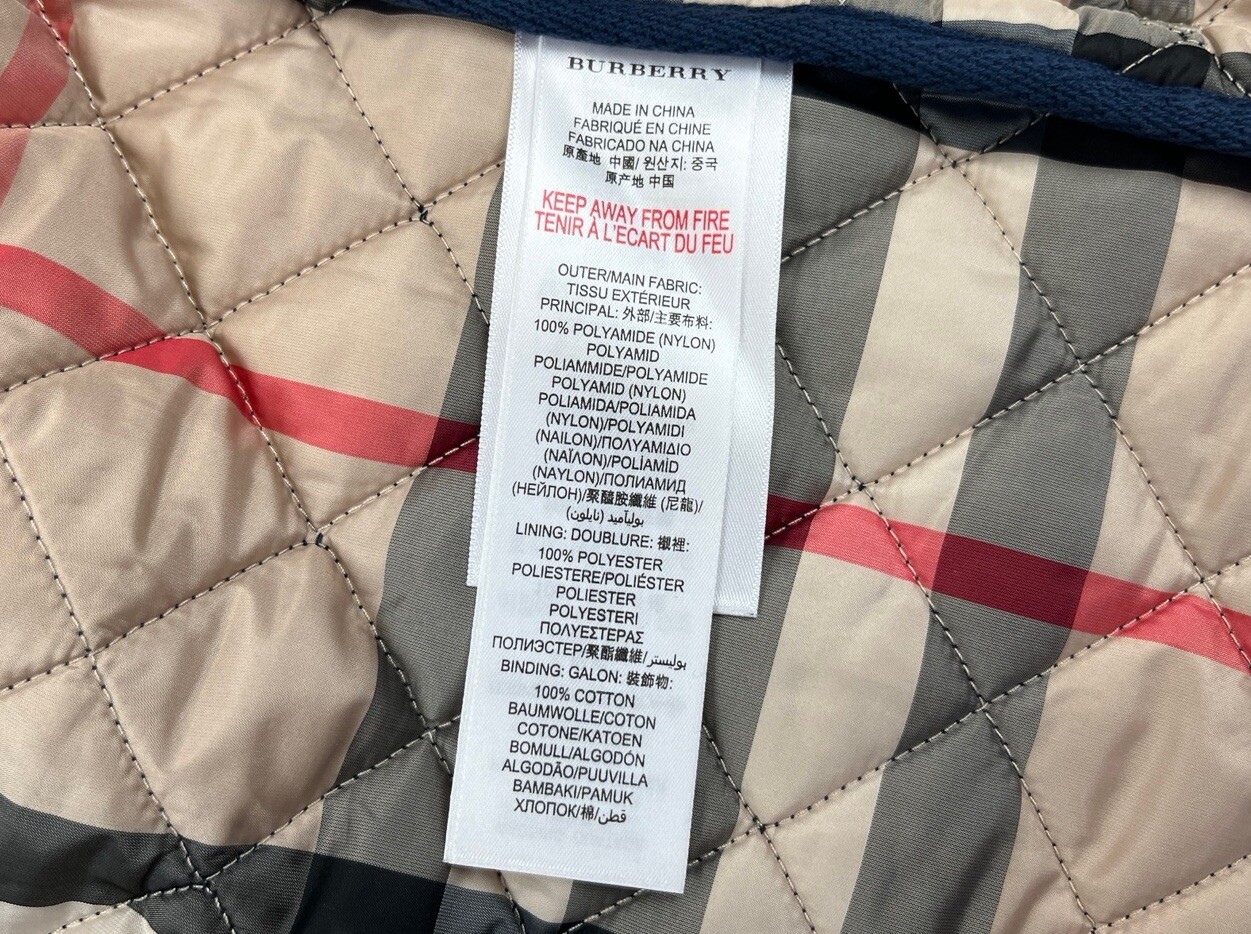 BURBERRY
MADE IN CHINA
FABRIQUÉ EN CHINE
FABRICADO NA CHINA
原產地 中國/ 원산지: 중국
原产地 中国
KEEP AWAY FROM FIRE
TENIR À L'ECART DU FEU
OUTER/MAIN FABRIC:
TISSU EXTÉRIEUR
PRINCIPAL: 外部/主要布料:
100% POLYAMIDE (NYLON)
POLYAMID
POLIAMMIDE/POLYAMIDE
POLYAMID (NYLON)
POLIAMIDA/POLIAMIDA
(NYLON)/POLYAMIDI
(NAILON)/ΠΟΛΥΑΜΙΔΙΟ
(ΝΑΪΛΟΝ)/POLİAMİD
(NAYLON)/ПОЛИАМИД
(НЕЙЛОН)/聚醯胺纖維 (尼龍)/
بوليآميد (نايلون)
LINING: DOUBLURE: 襯裡:
100% POLYESTER
POLIESTERE/POLIÉSTER
POLIESTER
POLYESTERI
ΠΟΛΥΕΣΤΕΡΑΣ
ПОЛИЭСТЕР/聚酯纖維/بوليستر
BINDING: GALON: 裝飾物:
100% COTTON
BAUMWOLLE/COTON
COTONE/KATOEN
BOMULL/ALGODÓN
ALGODÃO/PUUVILLA
BAMBAKI/PAMUK
ХЛОПОК/棉/قطن